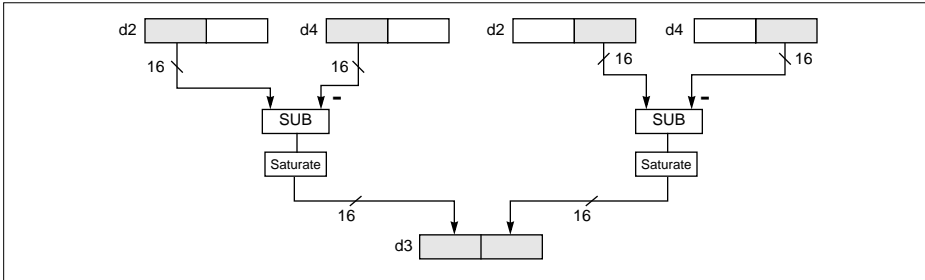 d2 d4 d2 d4
16 16 16 16
- -
SUB SUB
Saturate Saturate
16 16
d3